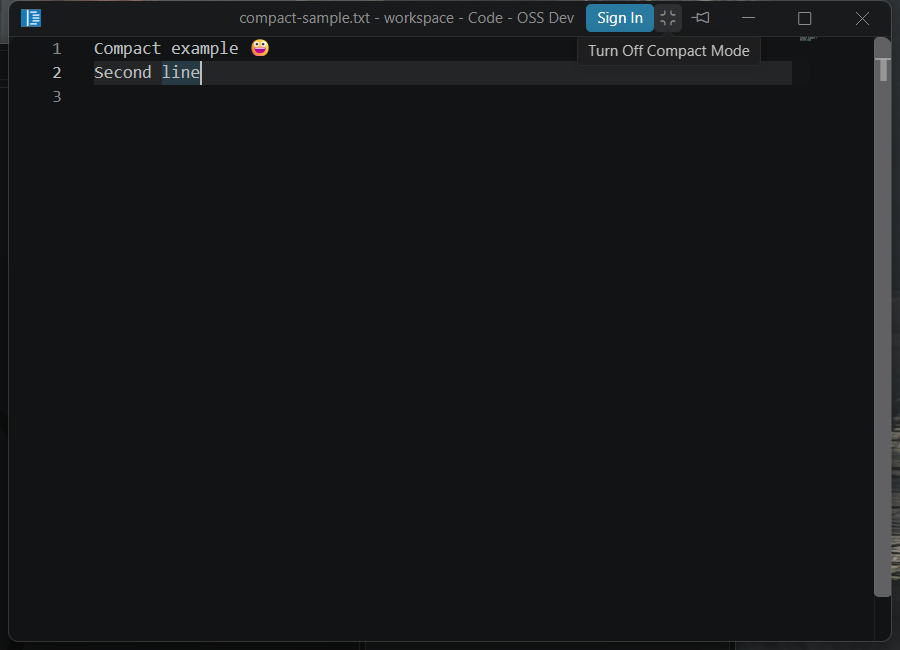 compact-sample.txt - workspace - Code - OSS Dev
Sign In
Turn Off Compact Mode
1 Compact example 😀
2 Second line
3